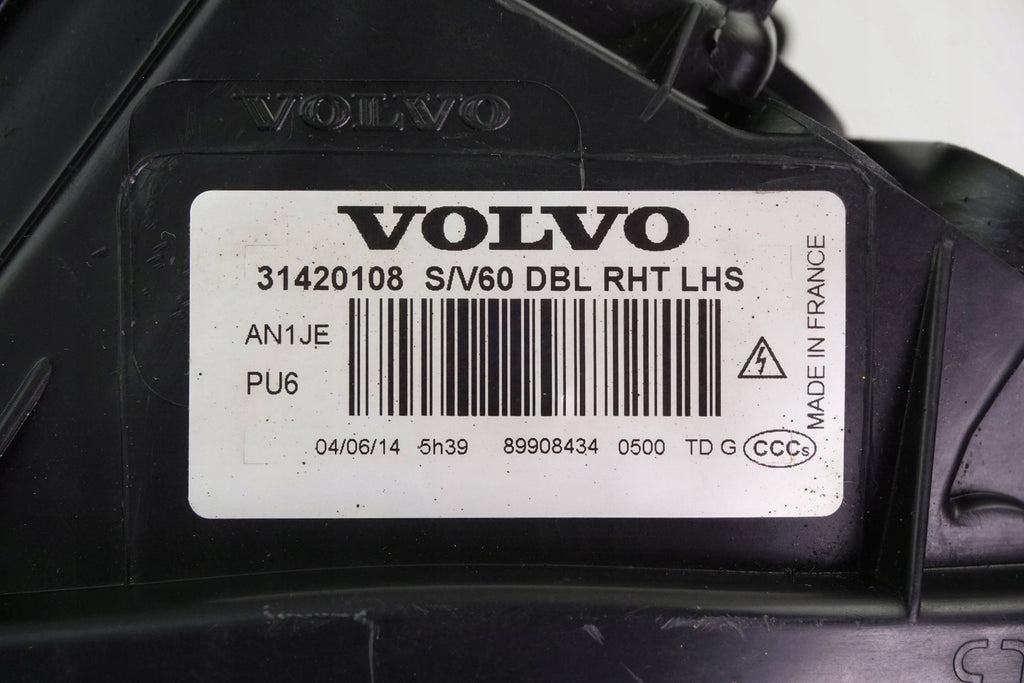 VOLVO
VOLVO
31420108 S/V60 DBL RHT LHS
AN1JE
PU6
04/06/14 5h39 89908434 0500 TD G CCCs
MADE IN FRANCE